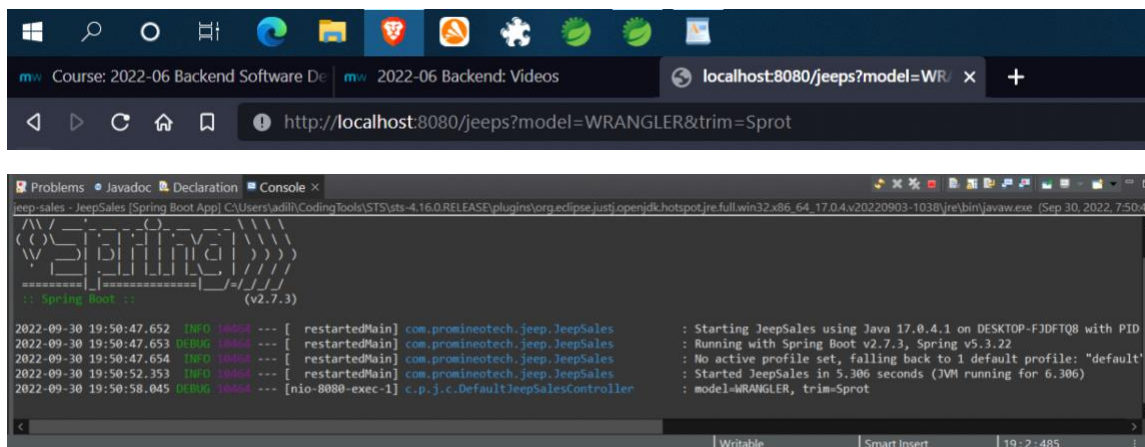 mw Course: 2022-06 Backend Software De mw 2022-06 Backend: Videos localhost:8080/jeeps?model=WR
http://localhost:8080/jeeps?model=WRANGLER&trim=Sprot
Problems Javadoc Declaration Console
jeep-sales - JeepSales [Spring Boot App] C:\Users\adili\CodingTools\STS\sts-4.16.0.RELEASE\plugins\org.eclipse.justj.openjdk.hotspot.jre.full.win32.x86_64_17.0.4.v20220903-1038\jre\bin\javaw.exe (Sep 30, 2022, 7:50:4
Spring
:: Spring Boot :: (v2.7.3)
2022-09-30 19:50:47.652 INFO 10464 --- [ restartedMain] com.promineotech.jeep.JeepSales : Starting JeepSales using Java 17.0.4.1 on DESKTOP-FJDFTQ8 with PID
2022-09-30 19:50:47.653 DEBUG 10464 --- [ restartedMain] com.promineotech.jeep.JeepSales : Running with Spring Boot v2.7.3, Spring v5.3.22
2022-09-30 19:50:47.654 INFO 10464 --- [ restartedMain] com.promineotech.jeep.JeepSales : No active profile set, falling back to 1 default profile: "default"
2022-09-30 19:50:52.353 INFO 10464 --- [ restartedMain] com.promineotech.jeep.JeepSales : Started JeepSales in 5.306 seconds (JVM running for 6.306)
2022-09-30 19:50:58.045 DEBUG 10464 --- [nio-8080-exec-1] c.p.j.c.DefaultJeepSalesController : model=WRANGLER, trim=Sprot
Writable Smart Insert 19 : 2 : 485